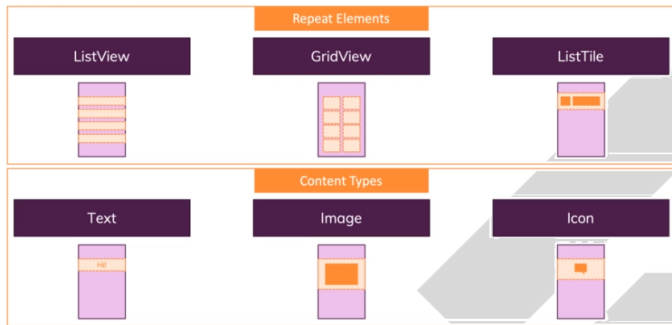 Repeat Elements
ListView
GridView
ListTile
Content Types
Text
Image
Icon
Hi!